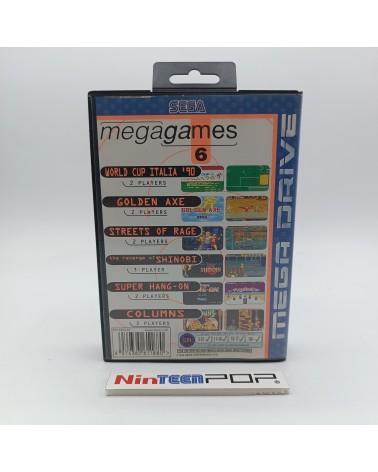 SEGA
megagames
6
WORLD CUP ITALIA '90
2 PLAYERS
GOLDEN AXE
2 PLAYERS
STREETS OF RAGE
2 PLAYERS
the revenge of SHINOBI
1 PLAYER
SUPER HANG-ON
2 PLAYERS
COLUMNS
2 PLAYERS
MEGA DRIVE
NinTEENPOP